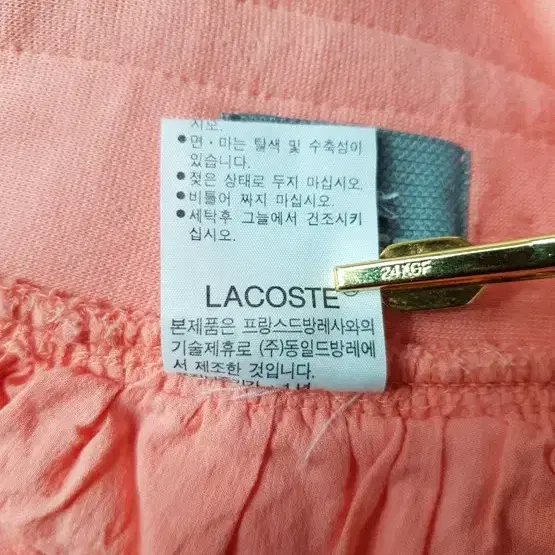 시오.
●면·마는 탈색 및 수축성이
있습니다.
●젖은 상태로 두지 마십시오.
●비틀어 짜지 마십시오.
●세탁후 그늘에서 건조시키
십시오.
LACOSTE®
24KGF
본제품은 프랑스드방레사와의
기술제휴로 (주)동일드방레에
서 제조한 것입니다.